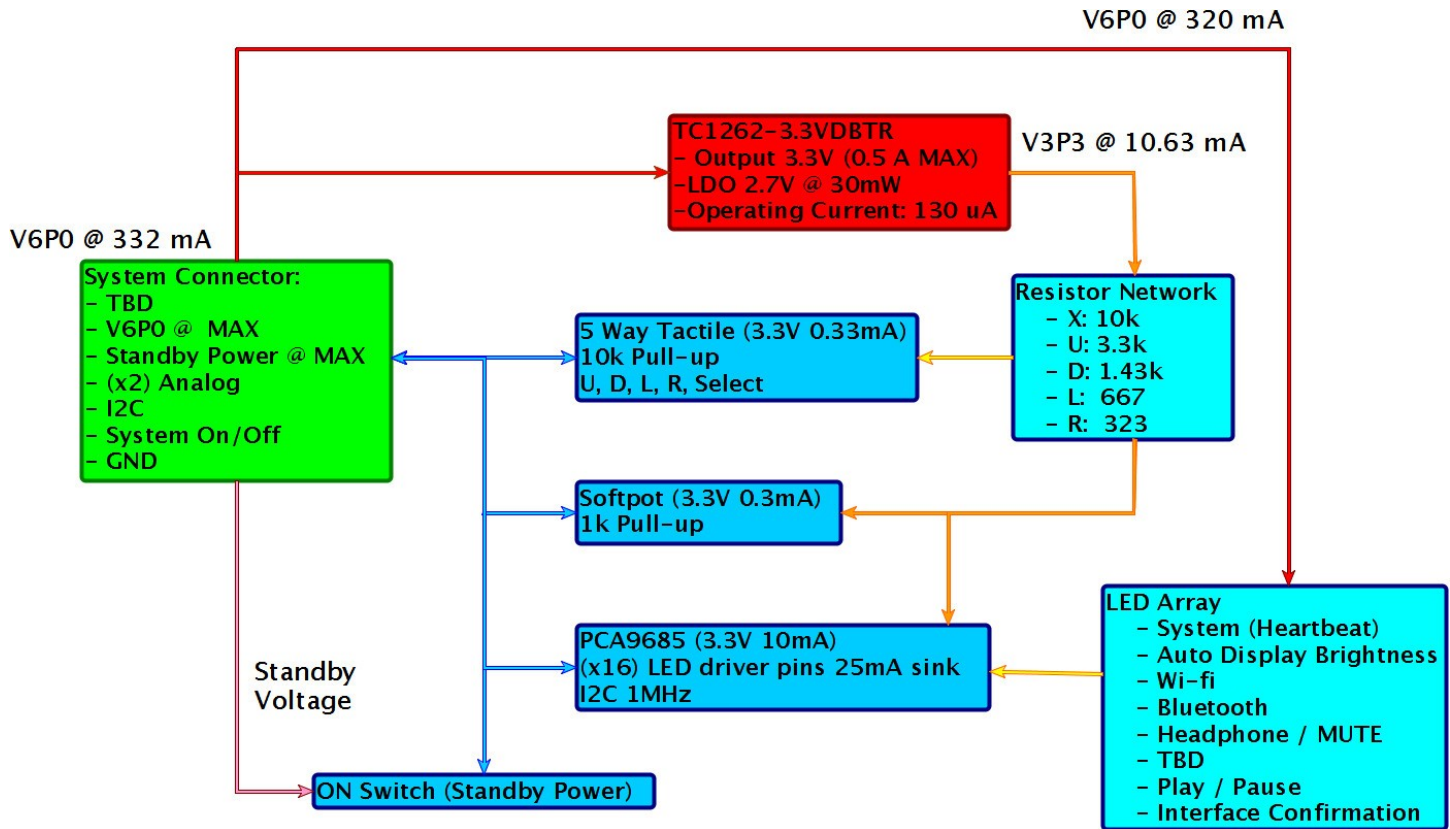 V6P0 @ 320 mA
TC1262-3.3VDBTR
- Output 3.3V (0.5 A MAX)
-LDO 2.7V @ 30mW
-Operating Current: 130 uA
V3P3 @ 10.63 mA
V6P0 @ 332 mA
System Connector:
- TBD
- V6P0 @  MAX
- Standby Power @ MAX
- (x2) Analog
- I2C
- System On/Off
- GND
5 Way Tactile (3.3V 0.33mA)
10k Pull-up
U, D, L, R, Select
Resistor Network
- X: 10k
- U: 3.3k
- D: 1.43k
- L:  667
- R:  323
Softpot (3.3V 0.3mA)
1k Pull-up
PCA9685 (3.3V 10mA)
(x16) LED driver pins 25mA sink
I2C 1MHz
LED Array
- System (Heartbeat)
- Auto Display Brightness
- Wi-fi
- Bluetooth
- Headphone / MUTE
- TBD
- Play / Pause
- Interface Confirmation
Standby
Voltage
ON Switch (Standby Power)